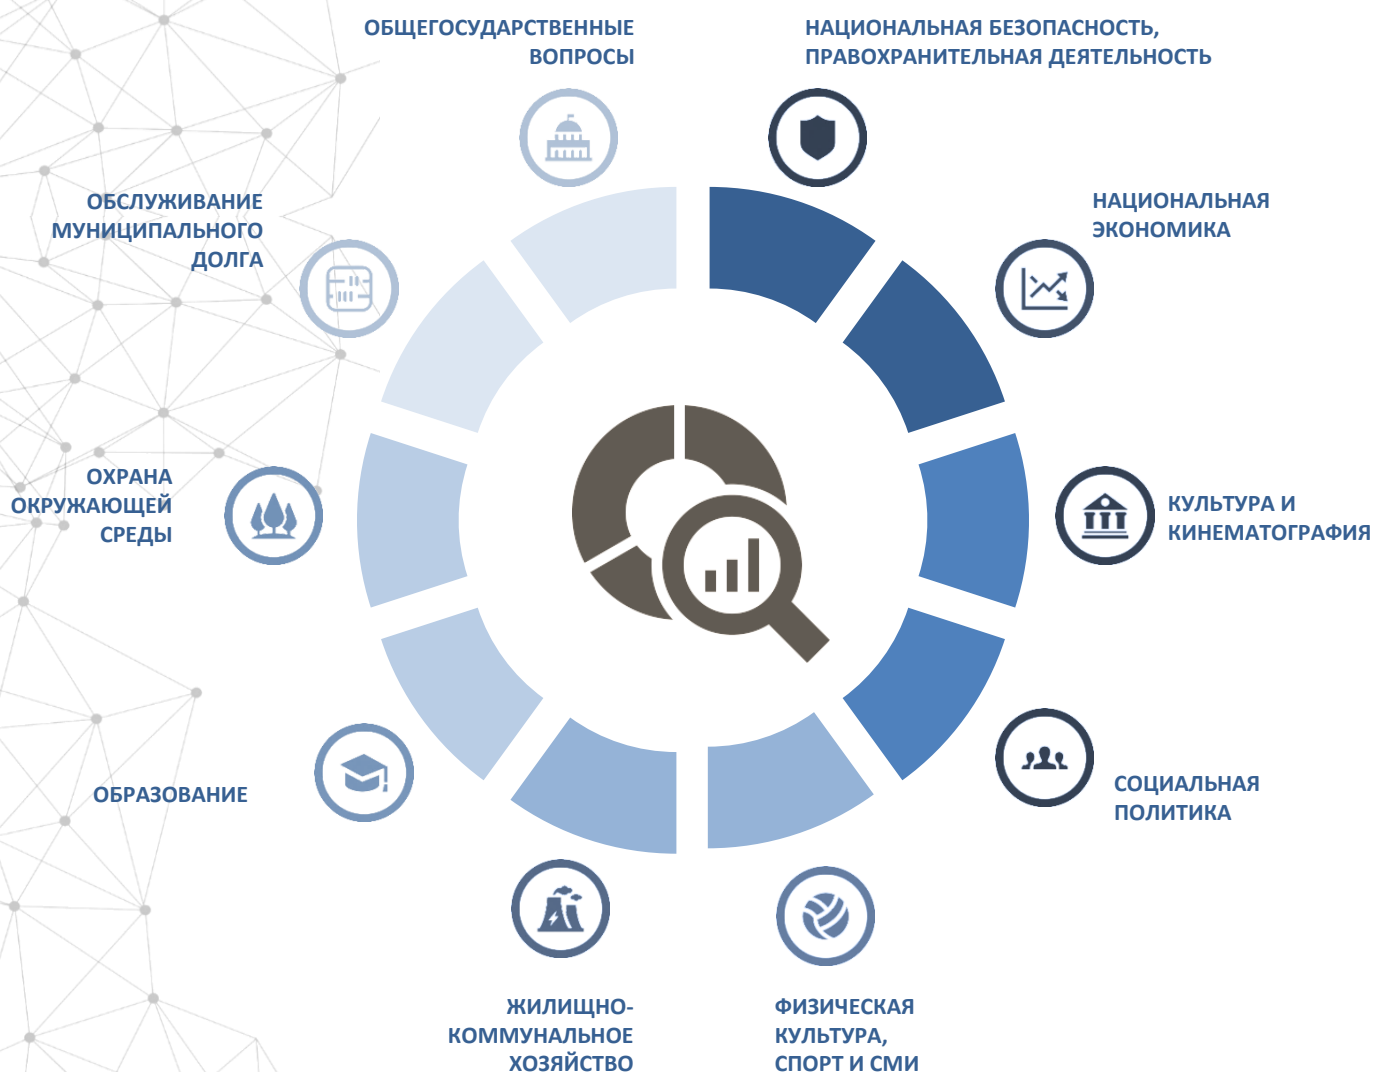 ОБЩЕГОСУДАРСТВЕННЫЕ
ВОПРОСЫ
НАЦИОНАЛЬНАЯ БЕЗОПАСНОСТЬ,
ПРАВОХРАНИТЕЛЬНАЯ ДЕЯТЕЛЬНОСТЬ
ОБСЛУЖИВАНИЕ
МУНИЦИПАЛЬНОГО
ДОЛГА
НАЦИОНАЛЬНАЯ
ЭКОНОМИКА
ОХРАНА
ОКРУЖАЮЩЕЙ
СРЕДЫ
КУЛЬТУРА И
КИНЕМАТОГРАФИЯ
ОБРАЗОВАНИЕ
СОЦИАЛЬНАЯ
ПОЛИТИКА
ЖИЛИЩНО-
КОММУНАЛЬНОЕ
ХОЗЯЙСТВО
ФИЗИЧЕСКАЯ
КУЛЬТУРА,
СПОРТ И СМИ